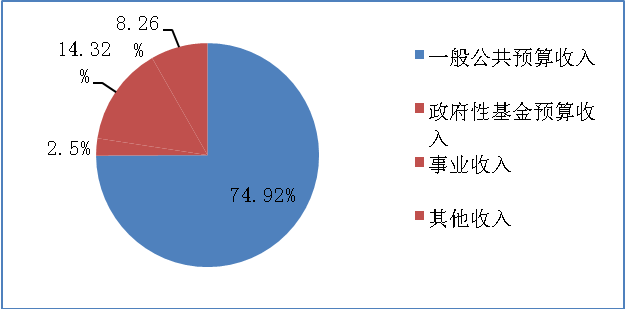 8.26
%
14.32
%
2.5%
74.92%
一般公共预算收入
政府性基金预算收
入
事业收入
其他收入